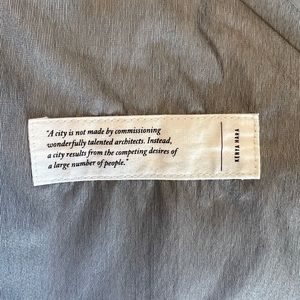 "A city is not made by commissioning
wonderfully talented architects. Instead,
a city results from the competing desires of
a large number of people."
KENYA HARA